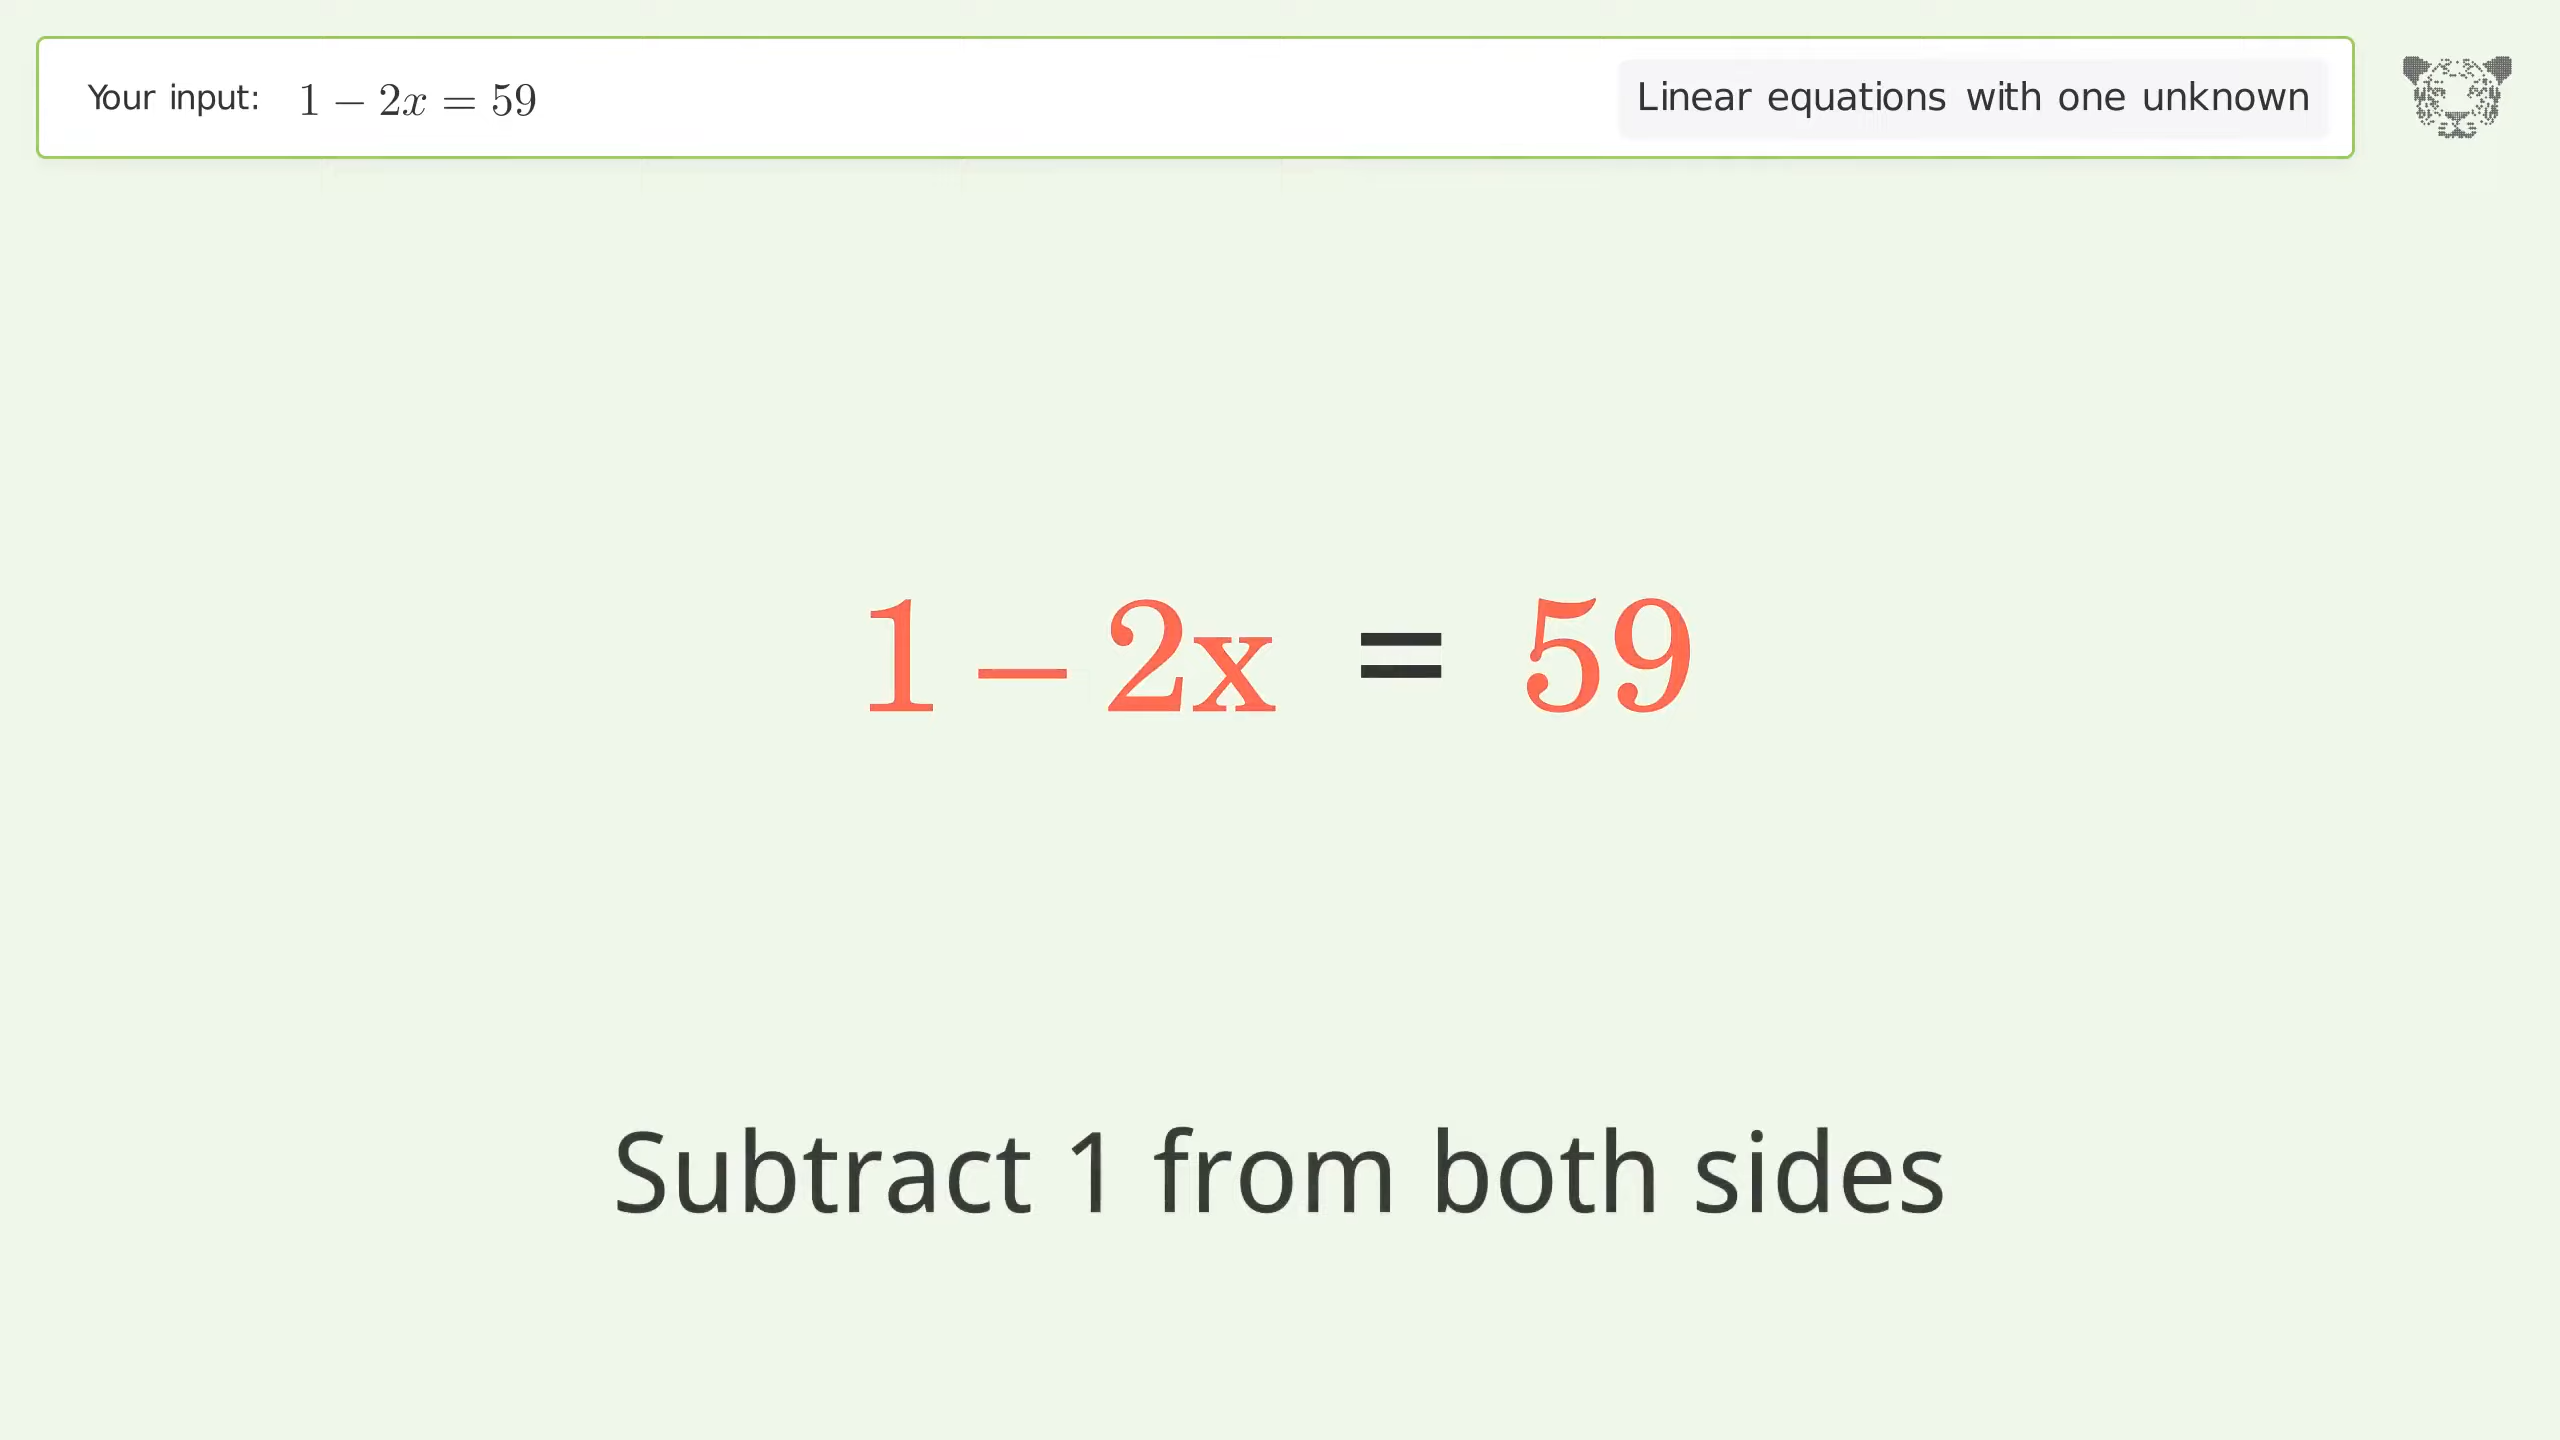 Your input: 1 − 2x = 59 Linear equations with one unknown
1 − 2x = 59
Subtract 1 from both sides